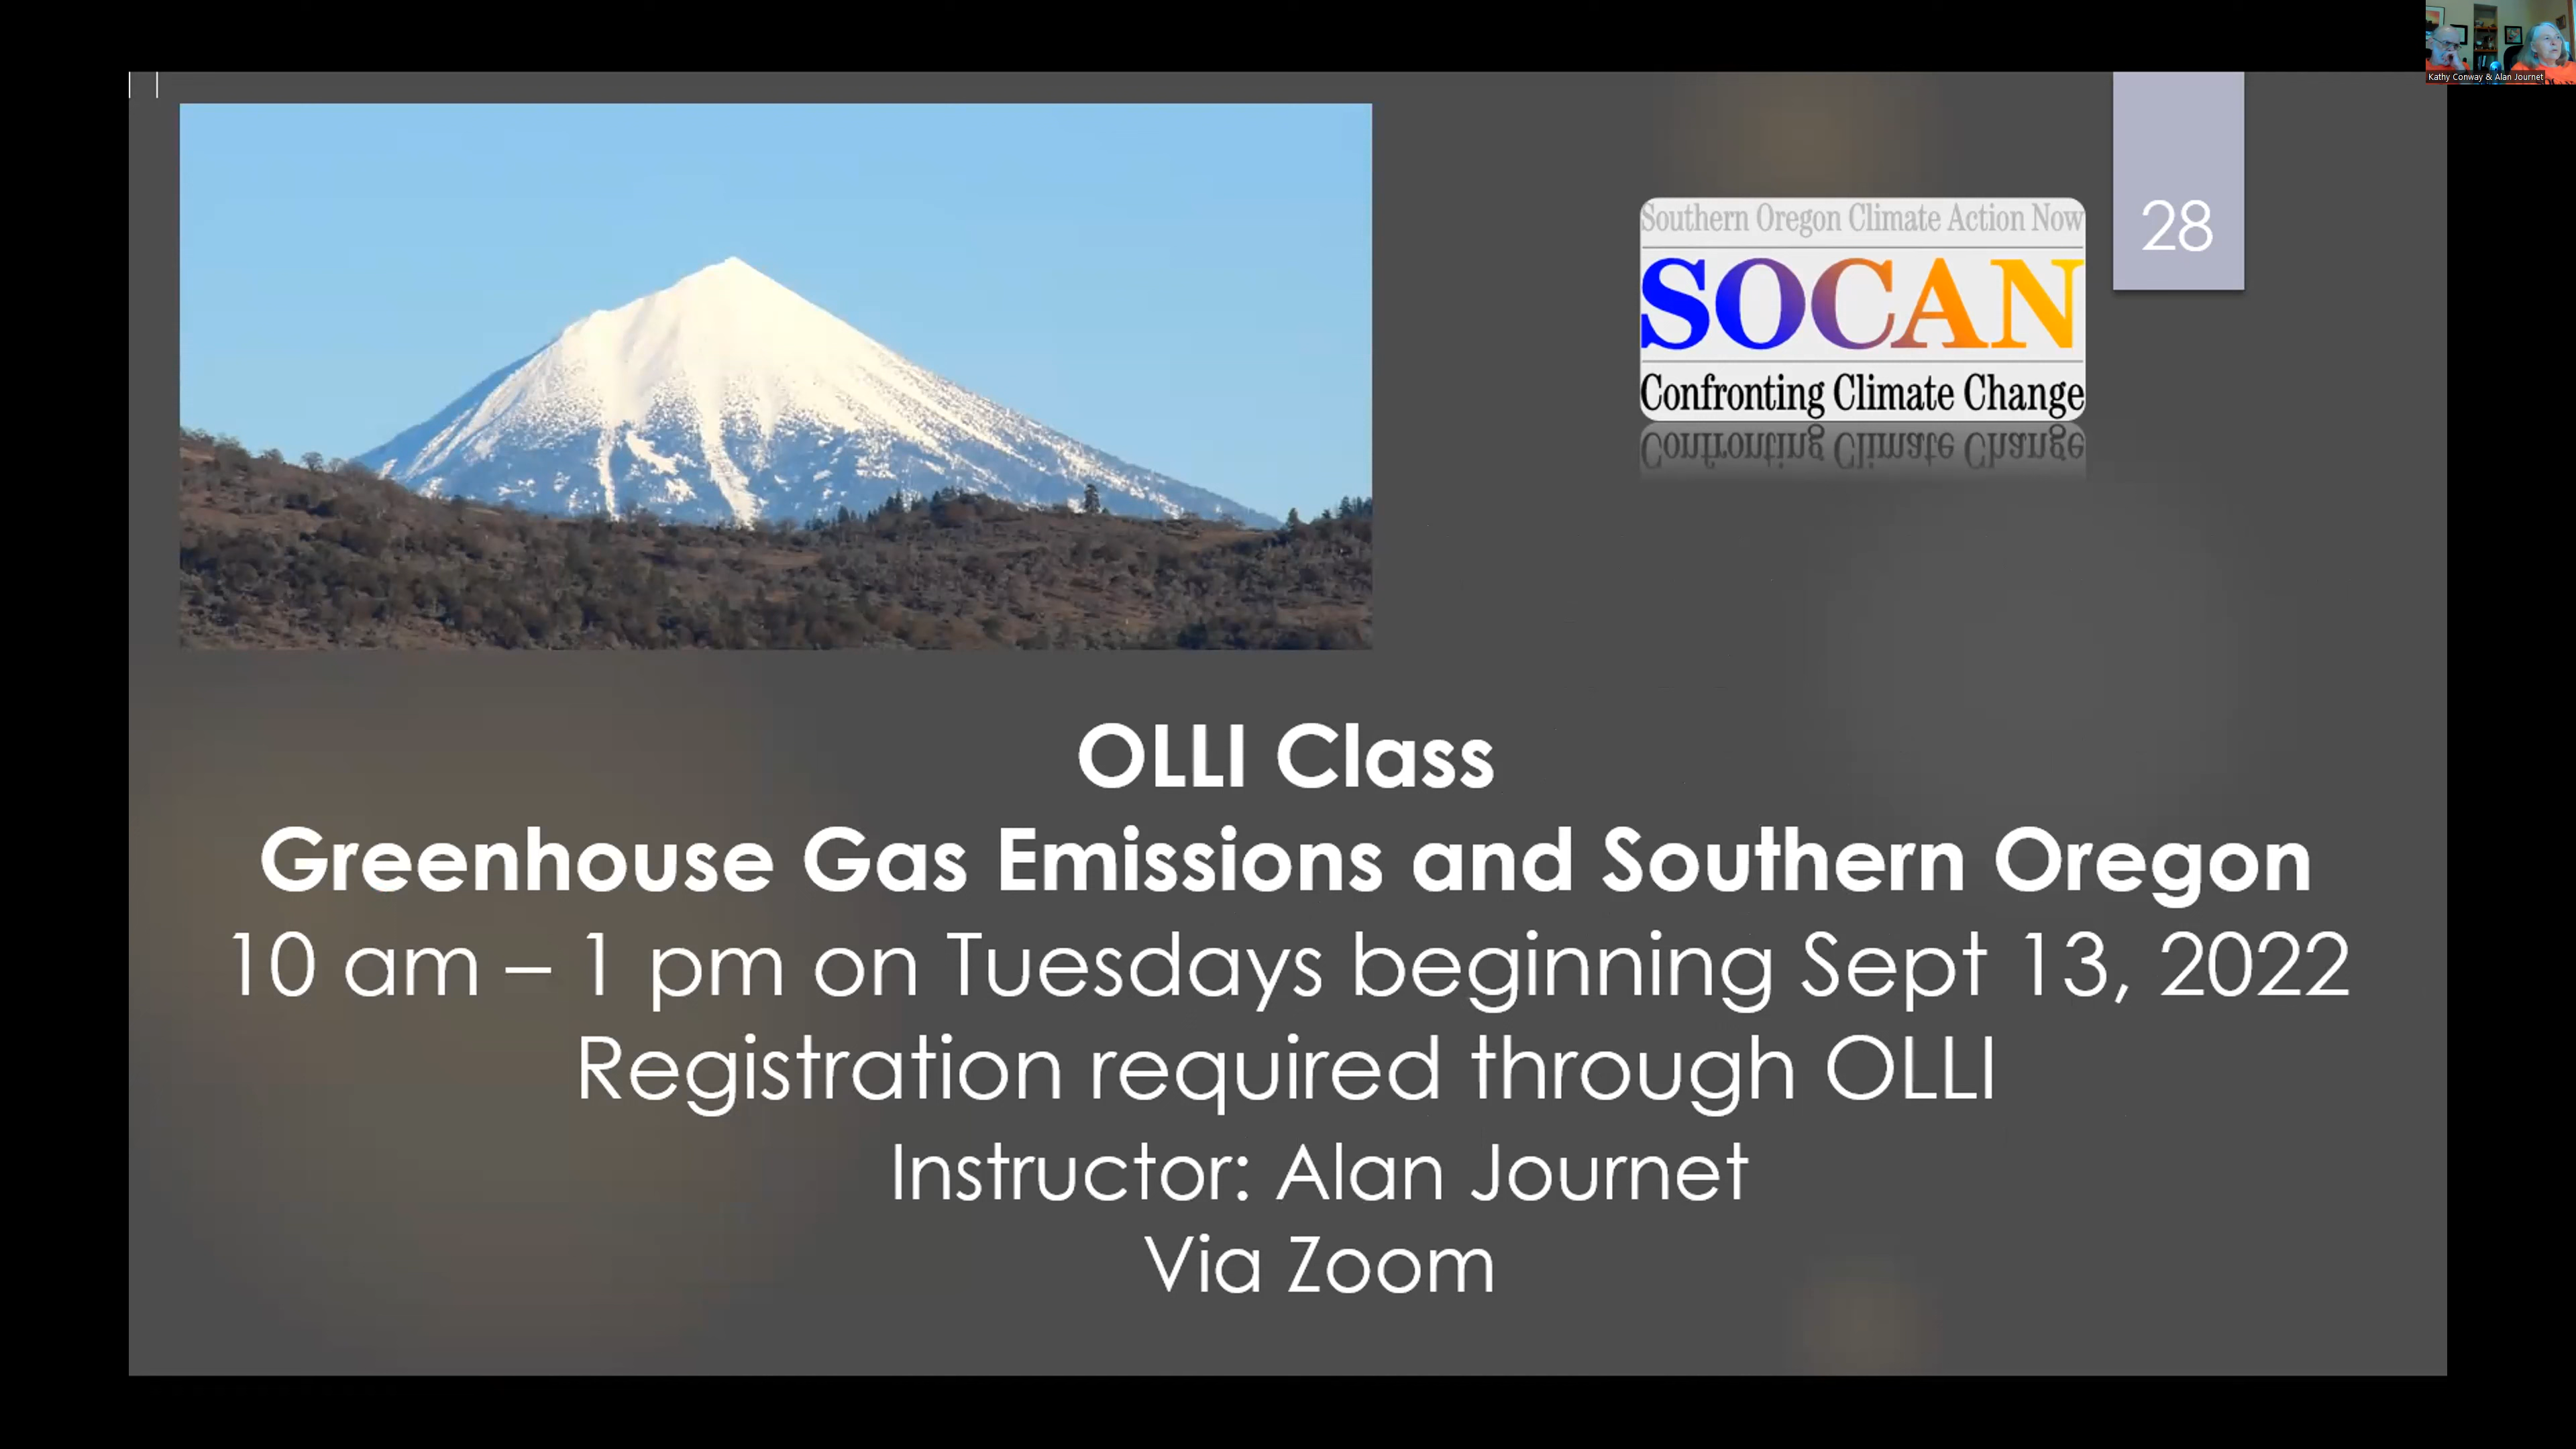 Kathy Conway & Alan Journet
28
Southern Oregon Climate Action Now
SOCAN
Confronting Climate Change
OLLI Class
Greenhouse Gas Emissions and Southern Oregon
10 am – 1 pm on Tuesdays beginning Sept 13, 2022
Registration required through OLLI
Instructor: Alan Journet
Via Zoom